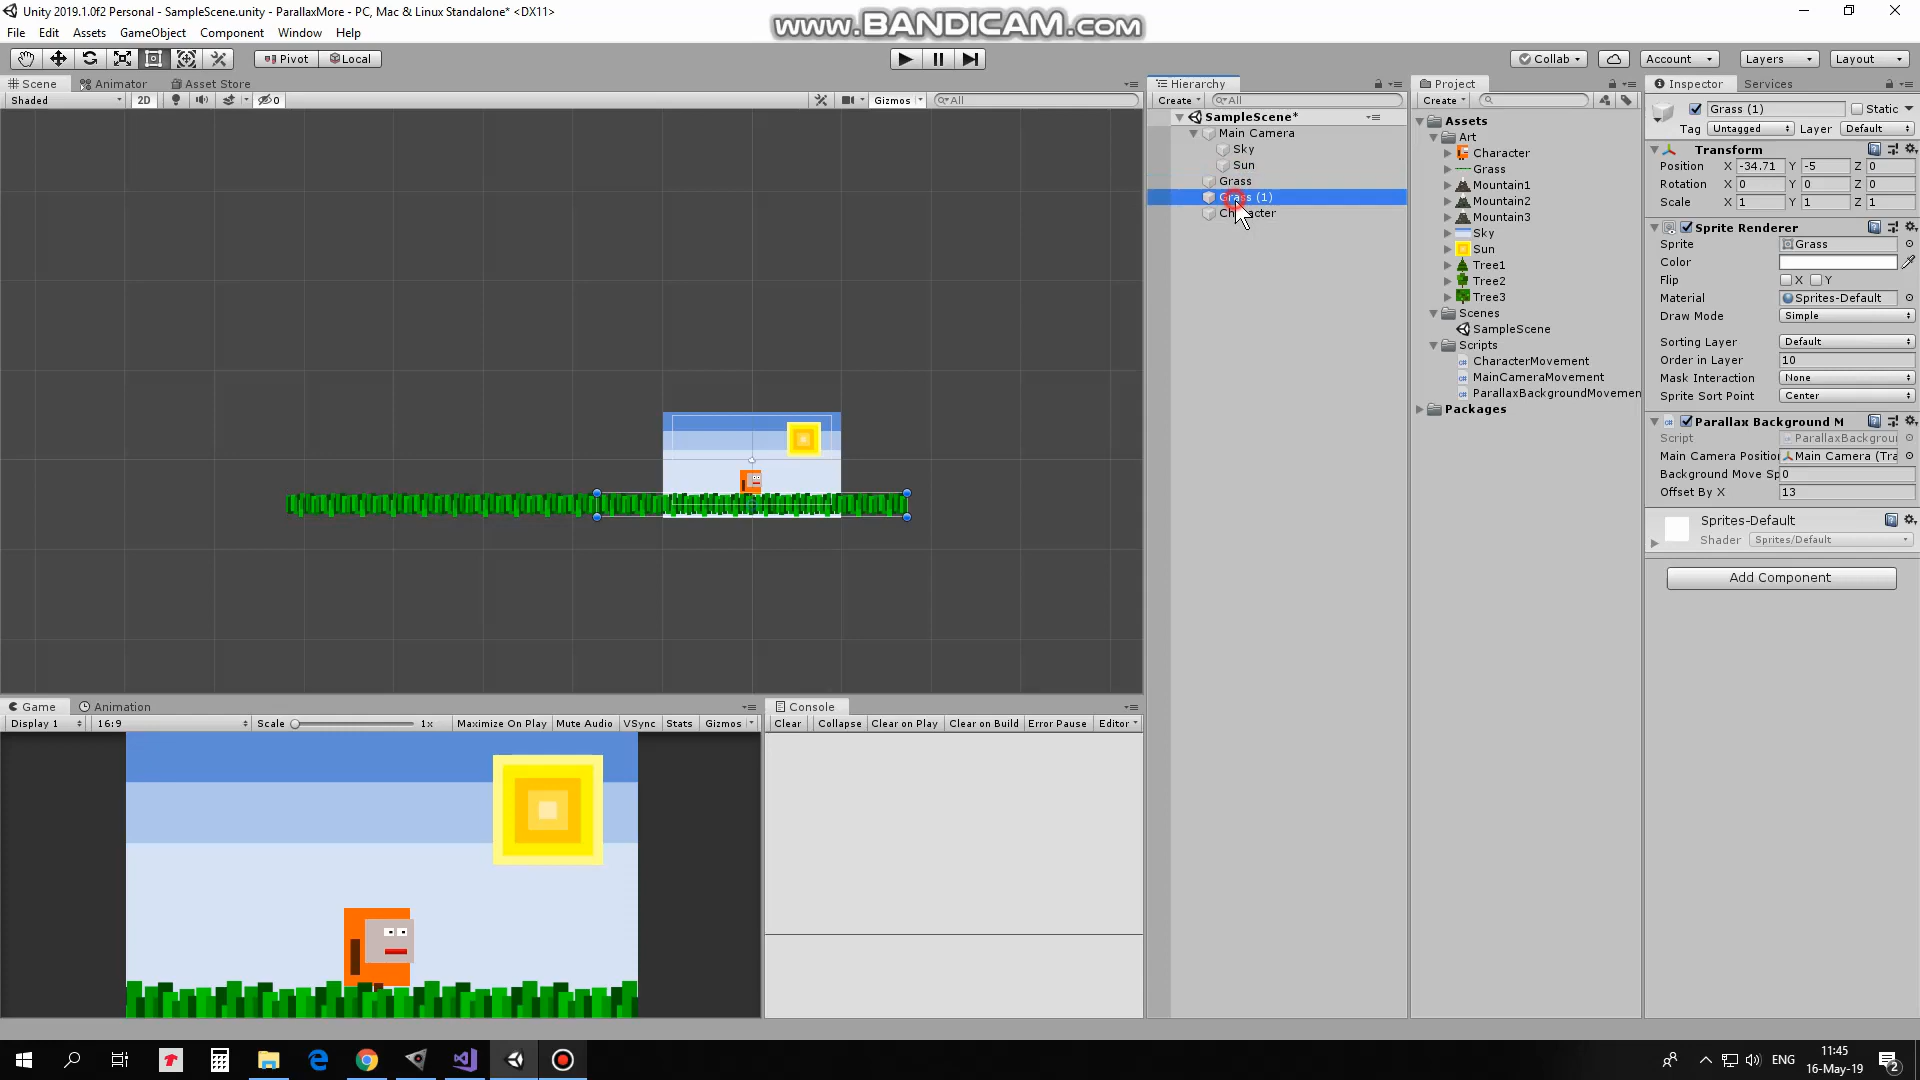 Unity 2019.1.0f2 Personal - SampleScene.unity - ParallaxMore - PC, Mac & Linux Standalone* <DX11>
www.BANDICAM.com
File Edit Assets GameObject Component Window Help
Pivot Local
Collab Account Layers Layout
Scene Animator Asset Store
Shaded 2D 0 Gizmos All
Hierarchy
Create All
SampleScene*
Main Camera
Sky
Sun
Grass
Grass (1)
Character
Project
Create
Assets
Art
Character
Grass
Mountain1
Mountain2
Mountain3
Sky
Sun
Tree1
Tree2
Tree3
Scenes
SampleScene
Scripts
CharacterMovement
MainCameraMovement
ParallaxBackgroundMovemen
Packages
Inspector Services
Grass (1) Static
Tag Untagged Layer Default
Transform
Position X -34.71 Y -5 Z 0
Rotation X 0 Y 0 Z 0
Scale X 1 Y 1 Z 1
Sprite Renderer
Sprite Grass
Color
Flip X Y
Material Sprites-Default
Draw Mode Simple
Sorting Layer Default
Order in Layer 10
Mask Interaction None
Sprite Sort Point Center
Parallax Background M
Script ParallaxBackgrou
Main Camera Positio Main Camera (Tra
Background Move Sp 0
Offset By X 13
Sprites-Default
Shader Sprites/Default
Add Component
Game Animation
Display 1 16:9 Scale 1x Maximize On Play Mute Audio VSync Stats Gizmos
Console
Clear Collapse Clear on Play Clear on Build Error Pause Editor
ENG
11:45
16-May-19
2